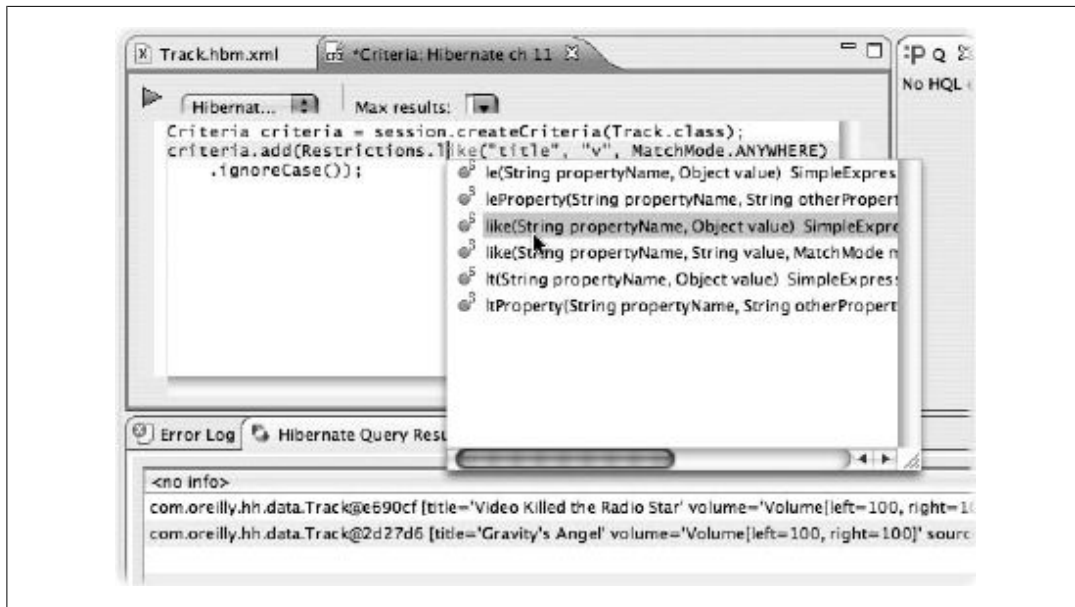 Track.hbm.xml
*Criteria: Hibernate ch 11
No HQL
Hibernat...
Max results:
Criteria criteria = session.createCriteria(Track.class);
criteria.add(Restrictions.like("title", "v", MatchMode.ANYWHERE)
.ignoreCase());
le(String propertyName, Object value) SimpleExpres
leProperty(String propertyName, String otherPropert
like(String propertyName, Object value) SimpleExpre
like(String propertyName, String value, MatchMode m
lt(String propertyName, Object value) SimpleExpres
ltProperty(String propertyName, String otherPropert
Error Log
Hibernate Query Resu
<no info>
com.oreilly.hh.data.Track@e690cf [title='Video Killed the Radio Star' volume='Volume[left=100, right=10
com.oreilly.hh.data.Track@2d27d6 [title='Gravity's Angel' volume='Volume[left=100, right=100]' sourc